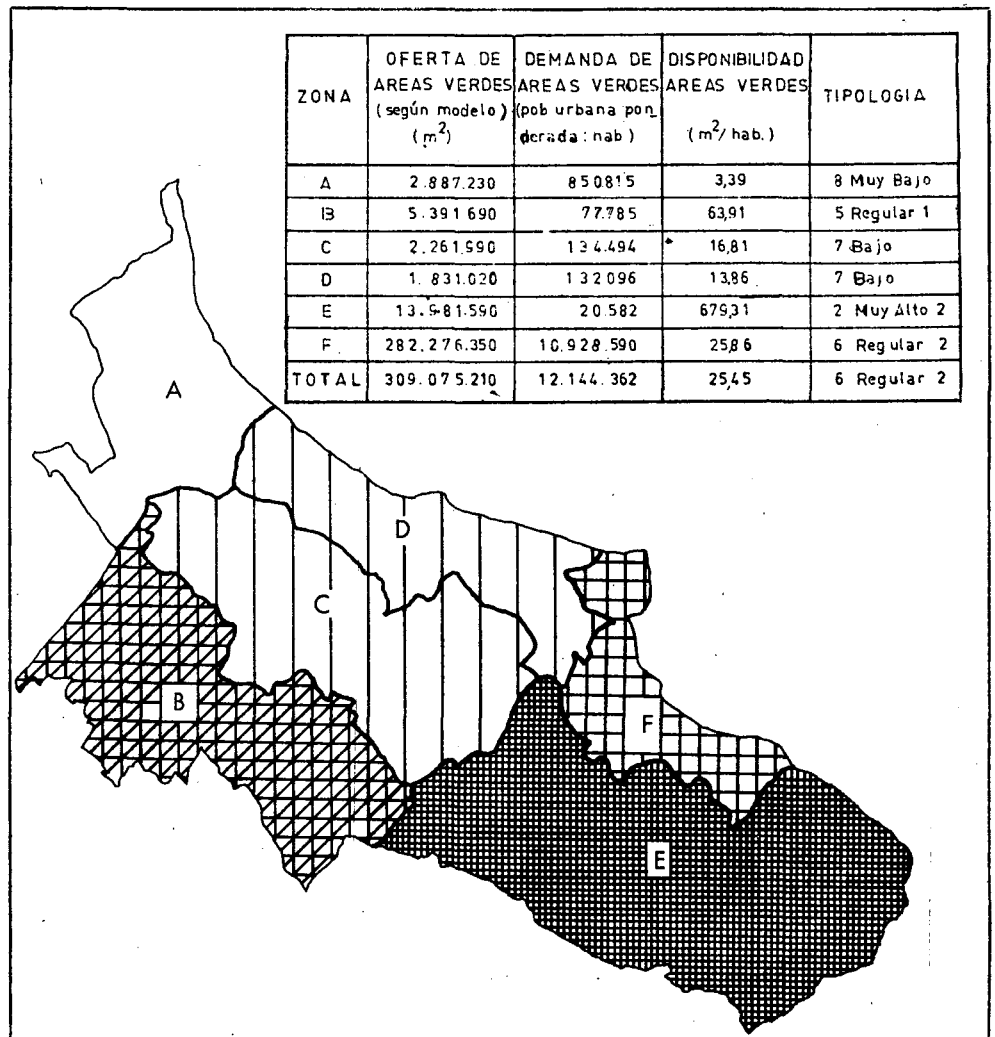 ZONA OFERTA DE AREAS VERDES (según modelo) (m²) DEMANDA DE AREAS VERDES (pob urbana pon_ derada: hab) DISPONIBILIDAD AREAS VERDES (m²/hab.) TIPOLOGIA
A 2.887.230 850815 3,39 8 Muy Bajo
B 5.391690 77.785 63,91 5 Regular 1
C 2.261.990 134.494 16,81 7 Bajo
D 1.831.020 132096 13,86 7 Bajo
E 13.981.590 20.582 679,31 2 Muy Alto 2
F 282.276.350 10.928.590 25,86 6 Regular 2
TOTAL 309.075.210 12.144.362 25,45 6 Regular 2
A
D
C
B
F
E